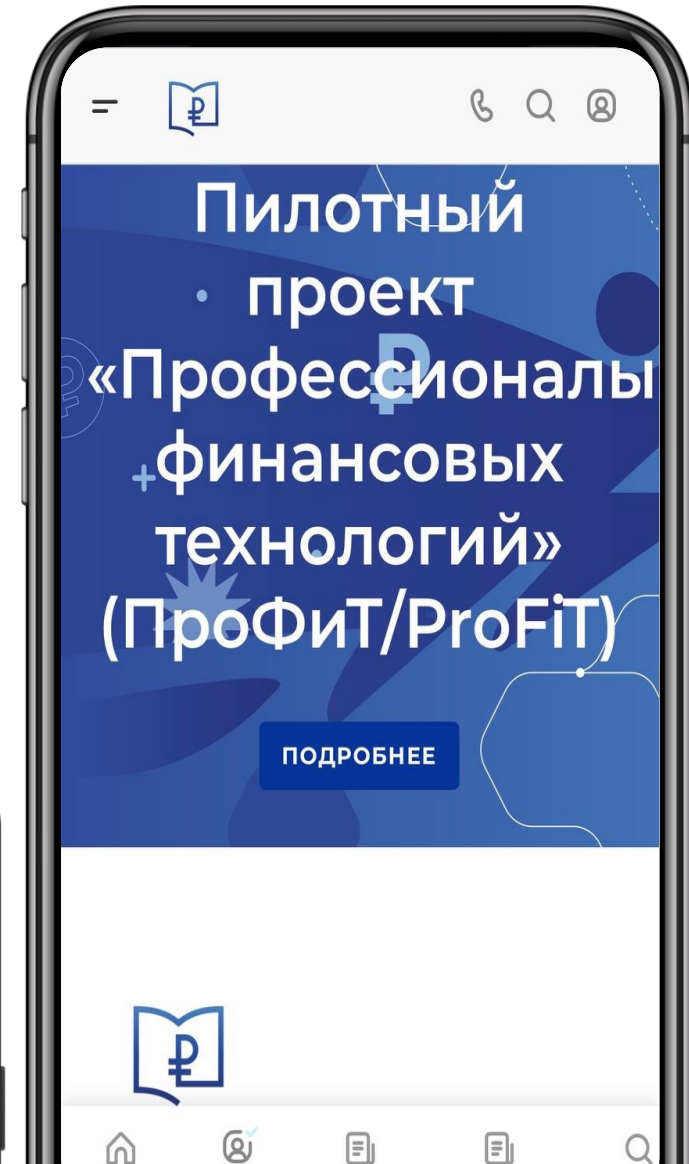 Пилотный
проект
«Профессионалы
финансовых
технологий»
(ПроФиТ/ProFiT)
ПОДРОБНЕЕ